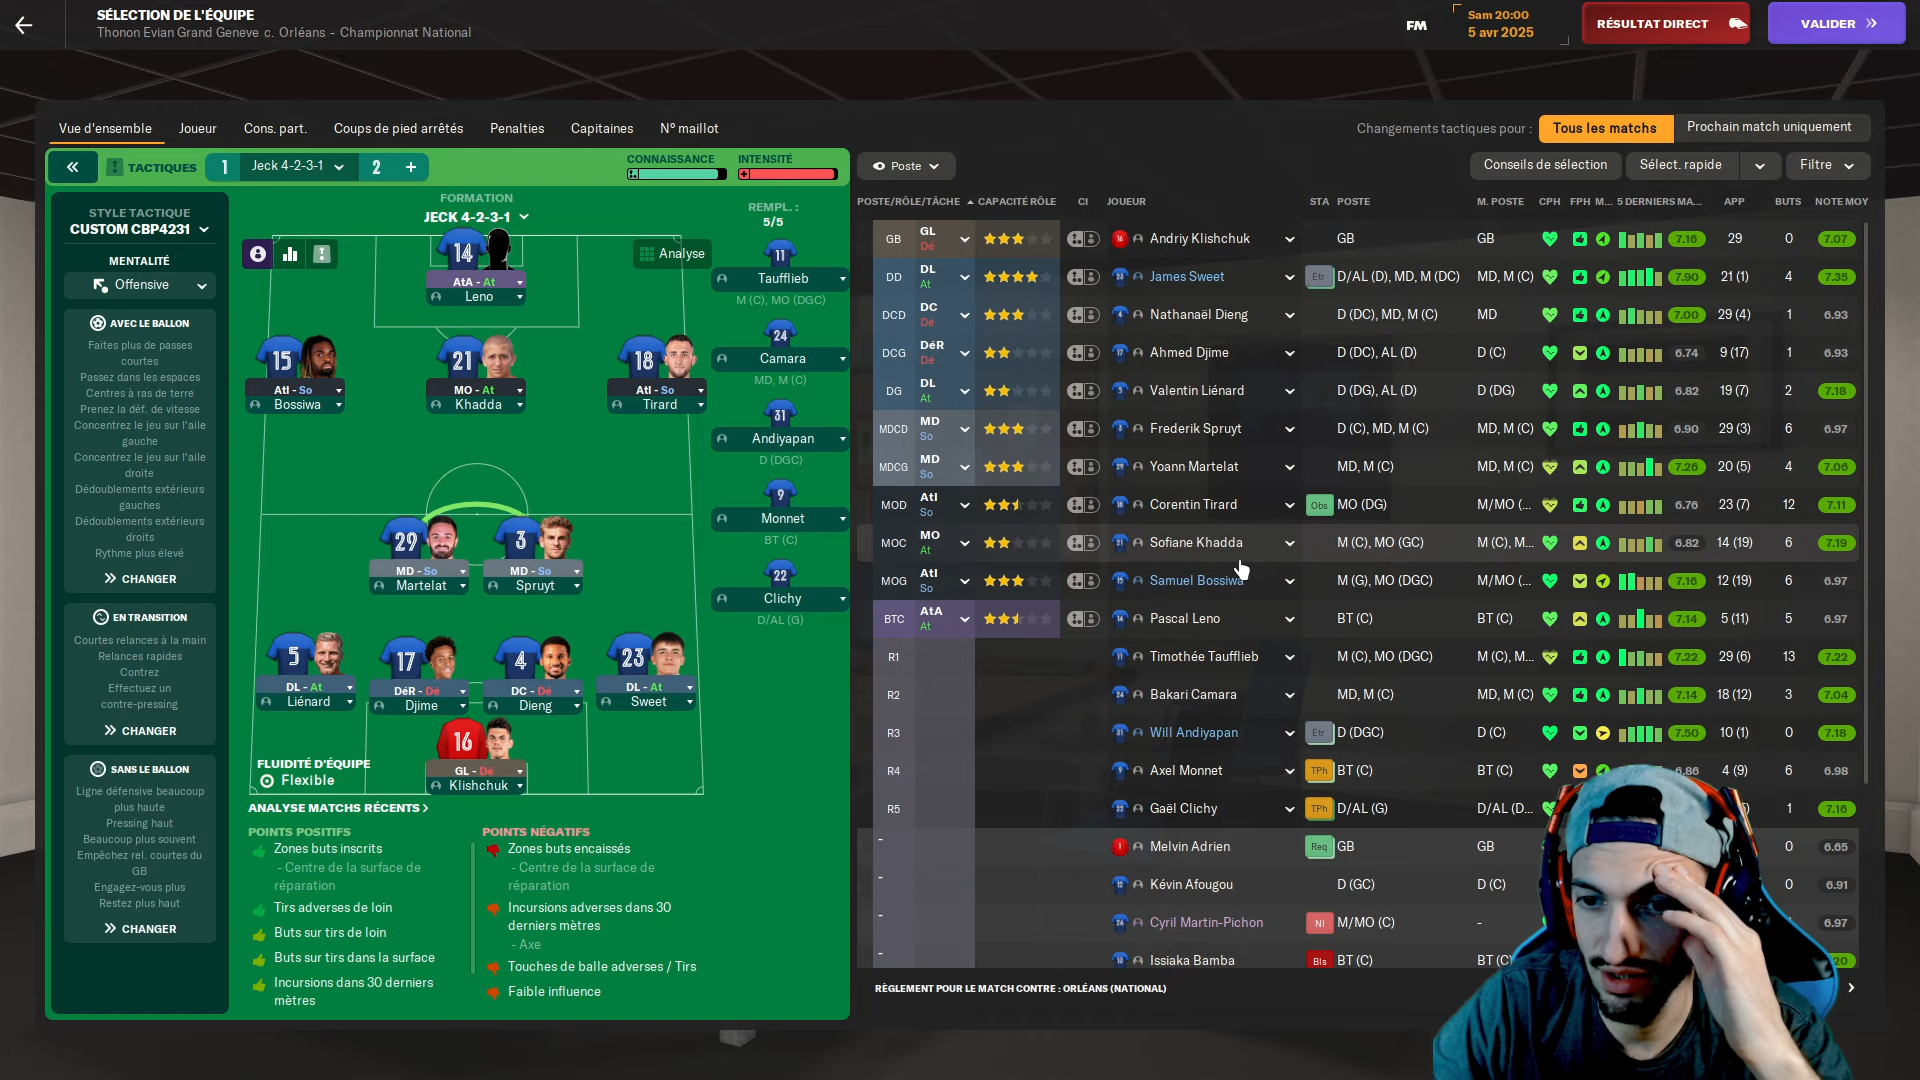 SÉLECTION DE L'ÉQUIPE
Thonon Evian Grand Geneve c. Orléans - Championnat National
FM
Sam 20:00
5 avr 2025
RÉSULTAT DIRECT
VALIDER
Vue d'ensemble
Joueur
Cons. part.
Coups de pied arrêtés
Penalties
Capitaines
N° maillot
Changements tactiques pour :
Tous les matchs
Prochain match uniquement
TACTIQUES
1
Jeck 4-2-3-1
2
+
CONNAISSANCE
INTENSITÉ
STYLE TACTIQUE
CUSTOM CBP4231
MENTALITÉ
Offensive
AVEC LE BALLON
Faites plus de passes
courtes
Passez dans les espaces
Centres à ras de terre
Prenez la déf. de vitesse
Concentrez le jeu sur l'aile
gauche
Concentrez le jeu sur l'aile
droite
Dédoublements extérieurs
gauches
Dédoublements extérieurs
droits
Rythme plus élevé
CHANGER
EN TRANSITION
Courtes relances à la main
Relances rapides
Contrez
Effectuez un
contre-pressing
CHANGER
SANS LE BALLON
Ligne défensive beaucoup
plus haute
Pressing haut
Beaucoup plus souvent
Empêchez rel. courtes du
GB
Engagez-vous plus
Restez plus haut
CHANGER
FORMATION
JECK 4-2-3-1
Analyse
14
AtA - At
Leno
15
AtI - So
Bossiwa
21
MO - At
Khadda
18
AtI - So
Tirard
29
MD - So
Martelat
3
MD - So
Spruyt
5
DL - At
Liénard
17
DéR - Dé
Djime
4
DC - Dé
Dieng
23
DL - At
Sweet
16
GL - Dé
Klishchuk
FLUIDITÉ D'ÉQUIPE
Flexible
REMPL. :
5/5
11
Taufflieb
M (C), MO (DGC)
24
Camara
MD, M (C)
31
Andiyapan
D (DGC)
9
Monnet
BT (C)
22
Clichy
D/AL (G)
ANALYSE MATCHS RÉCENTS
POINTS POSITIFS
Zones buts inscrits
- Centre de la surface de
réparation
Tirs adverses de loin
Buts sur tirs de loin
Buts sur tirs dans la surface
Incursions dans 30 derniers
mètres
POINTS NÉGATIFS
Zones buts encaissés
- Centre de la surface de
réparation
Incursions adverses dans 30
derniers mètres
- Axe
Touches de balle adverses / Tirs
Faible influence
Poste
Conseils de sélection
Sélect. rapide
Filtre
POSTE/RÔLE/TÂCHE CAPACITÉ RÔLE CI JOUEUR STA POSTE M. POSTE CPH FPH M... 5 DERNIERS MA... APP BUTS NOTE MOY
GB GL Dé Andriy Klishchuk GB GB 7.16 29 0 7.07
DD DL At James Sweet Etr D/AL (D), MD, M (DC) MD, M (C) 7.90 21 (1) 4 7.35
DCD DC Dé Nathanaël Dieng D (DC), MD, M (C) MD 7.00 29 (4) 1 6.93
DCG DéR Dé Ahmed Djime D (DC), AL (D) D (C) 6.74 9 (17) 1 6.93
DG DL At Valentin Liénard D (DG), AL (D) D (DG) 6.82 19 (7) 2 7.18
MDCD MD So Frederik Spruyt D (C), MD, M (C) MD, M (C) 6.90 29 (3) 6 6.97
MDCG MD So Yoann Martelat MD, M (C) MD, M (C) 7.26 20 (5) 4 7.06
MOD AtI So Corentin Tirard Obs MO (DG) M/MO (... 6.76 23 (7) 12 7.11
MOC MO At Sofiane Khadda M (C), MO (GC) M (C), M... 6.82 14 (19) 6 7.19
MOG AtI So Samuel Bossiwa M (G), MO (DGC) M/MO (... 7.16 12 (19) 6 6.97
BTC AtA At Pascal Leno BT (C) BT (C) 7.14 5 (11) 5 6.97
R1 Timothée Taufflieb M (C), MO (DGC) M (C), M... 7.22 29 (6) 13 7.22
R2 Bakari Camara MD, M (C) MD, M (C) 7.14 18 (12) 3 7.04
R3 Will Andiyapan Etr D (DGC) D (C) 7.50 10 (1) 0 7.18
R4 Axel Monnet TPh BT (C) BT (C) 6.86 4 (9) 6 6.98
R5 Gaël Clichy TPh D/AL (G) D/AL (D... 1 7.16
- Melvin Adrien Req GB GB 0 6.65
- Kévin Afougou D (GC) D (C) 0 6.91
- Cyril Martin-Pichon NI M/MO (C) - 6.97
- Issiaka Bamba Bls BT (C) BT (C)
RÈGLEMENT POUR LE MATCH CONTRE : ORLÉANS (NATIONAL)